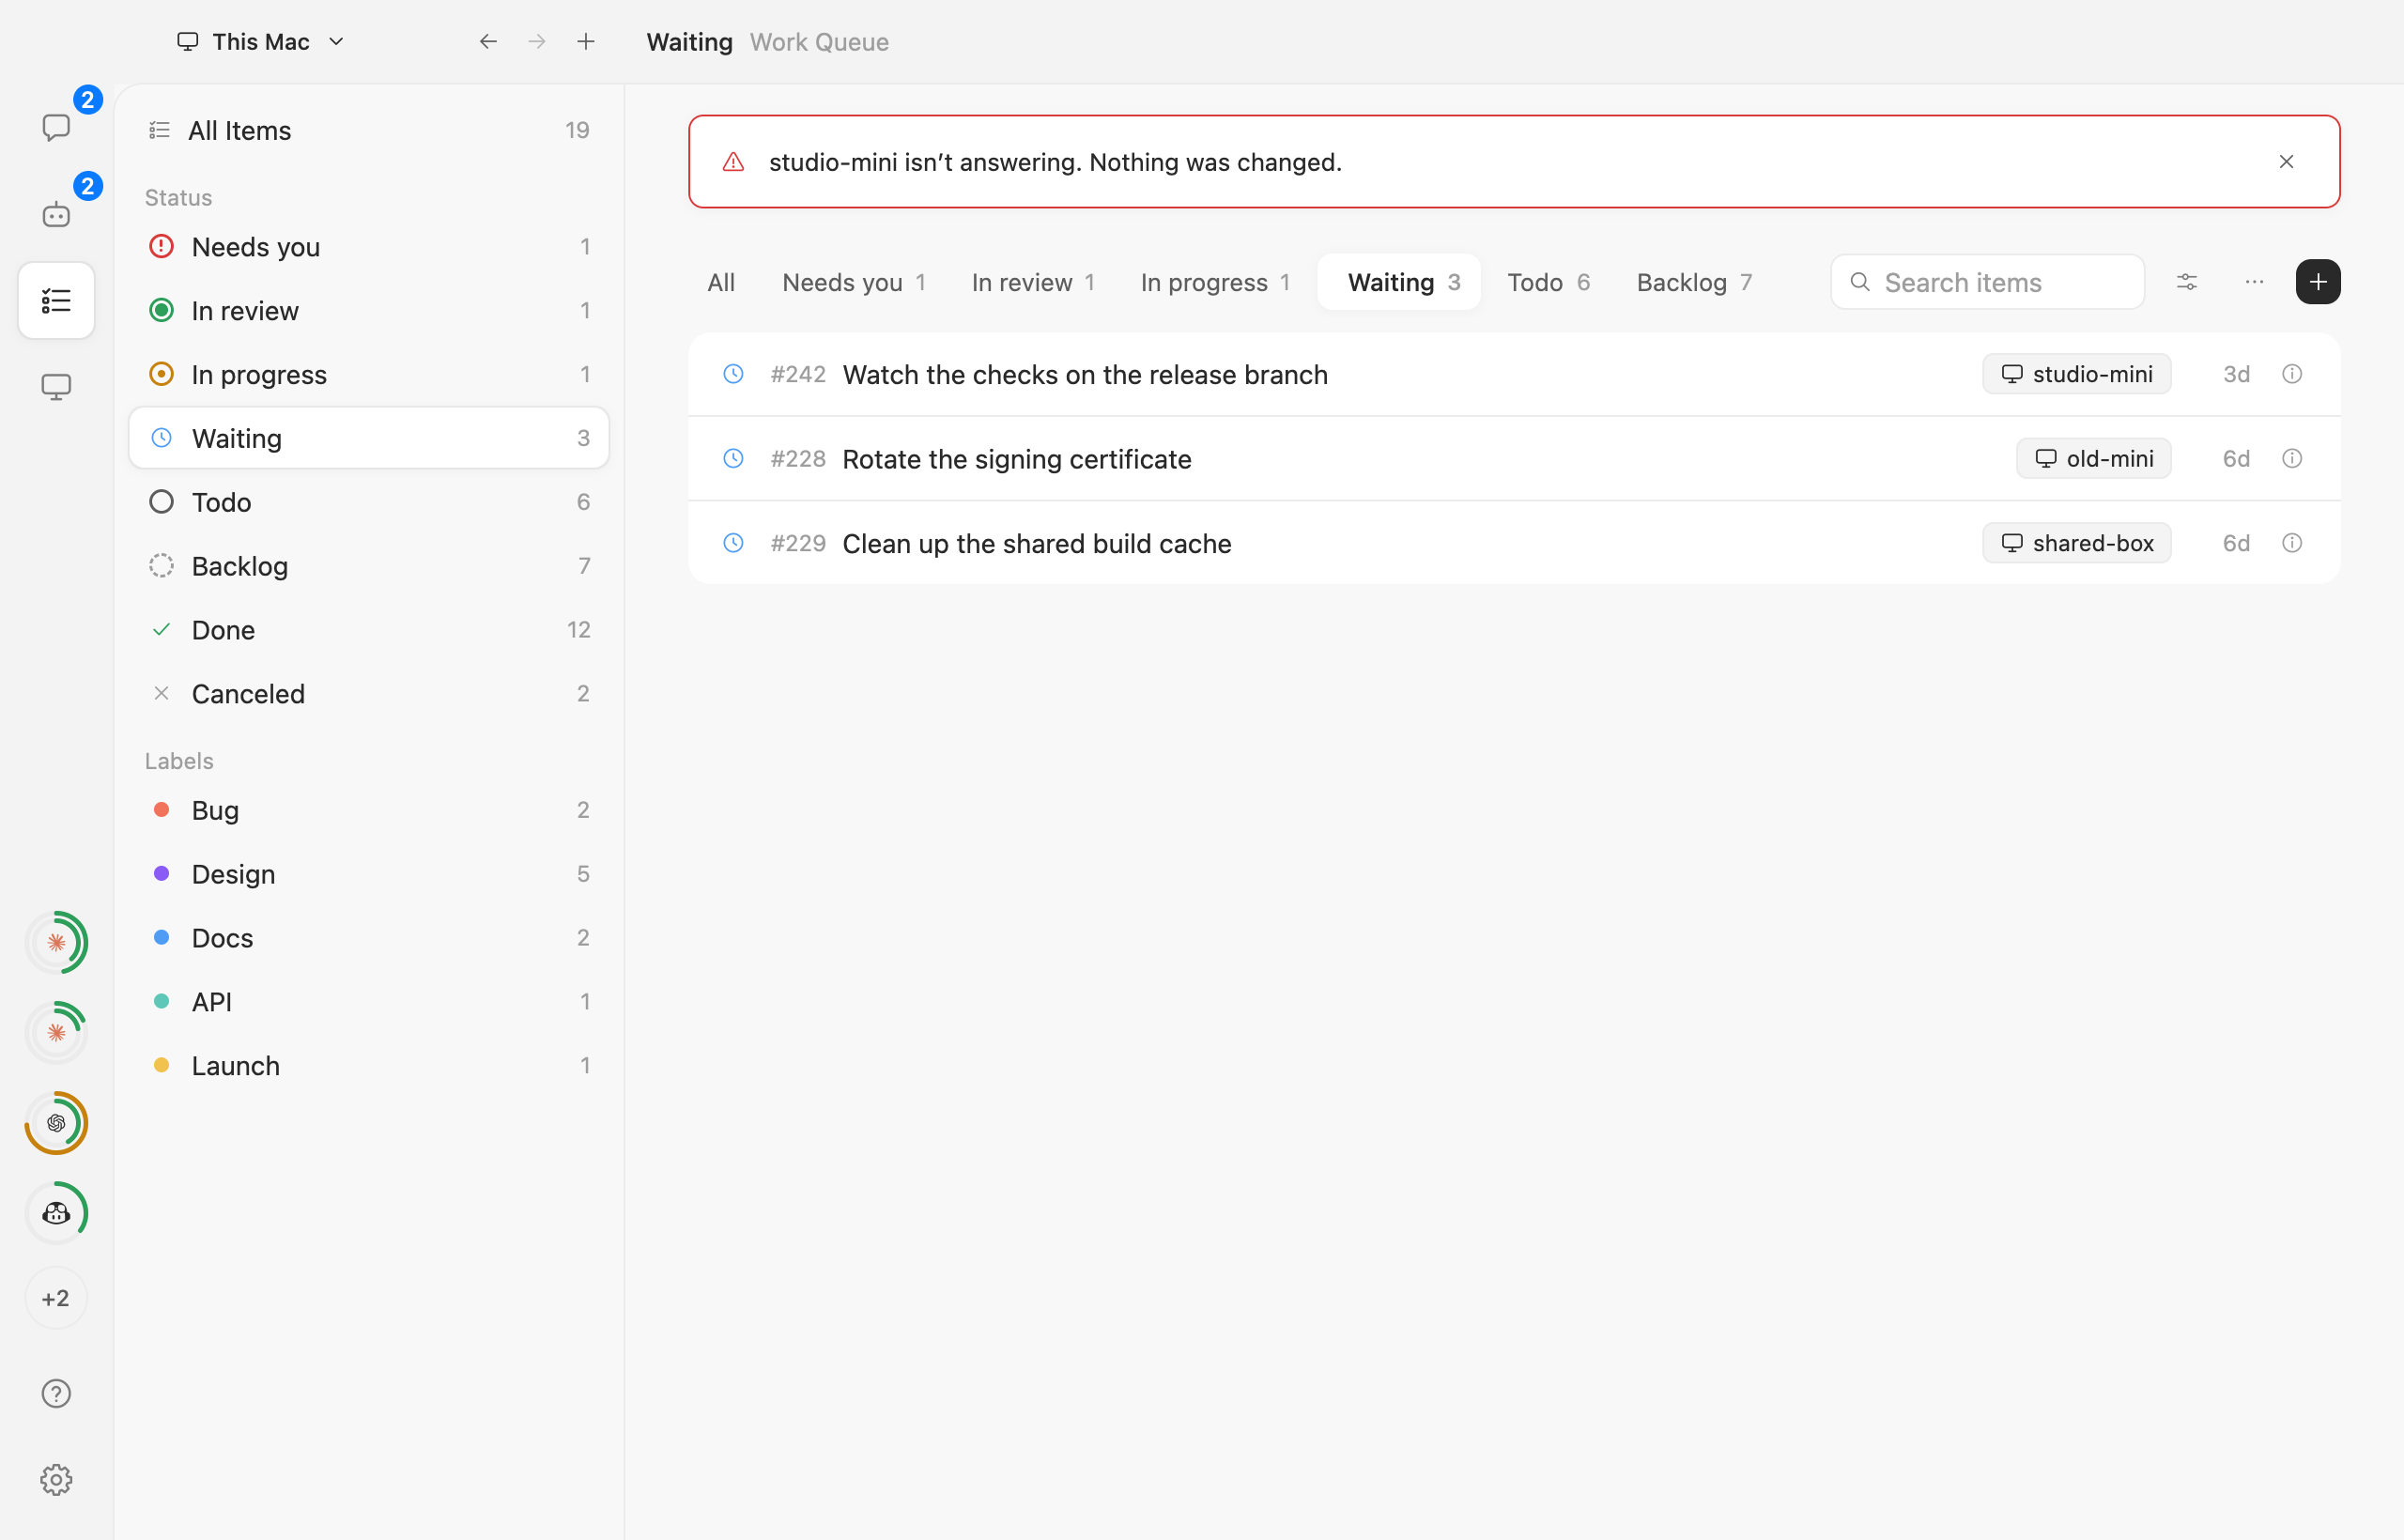 This Mac
Waiting Work Queue
2
2
All Items 19
Status
Needs you 1
In review 1
In progress 1
Waiting 3
Todo 6
Backlog 7
Done 12
Canceled 2
Labels
Bug 2
Design 5
Docs 2
API 1
Launch 1
+2
studio-mini isn’t answering. Nothing was changed.
All Needs you 1 In review 1 In progress 1 Waiting 3 Todo 6 Backlog 7 Search items
#242 Watch the checks on the release branch studio-mini 3d
#228 Rotate the signing certificate old-mini 6d
#229 Clean up the shared build cache shared-box 6d